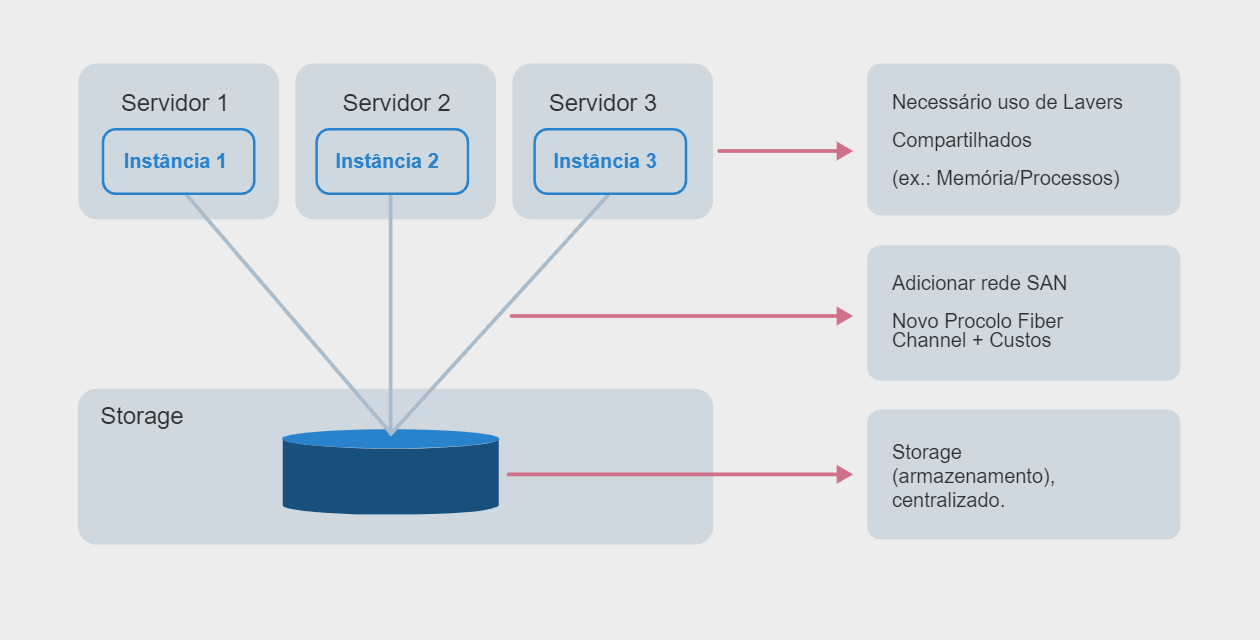 Servidor 1
Instância 1
Servidor 2
Instância 2
Servidor 3
Instância 3
Necessário uso de Lavers
Compartilhados
(ex.: Memória/Processos)
Adicionar rede SAN
Novo Procolo Fiber
Channel + Custos
Storage
Storage
(armazenamento),
centralizado.